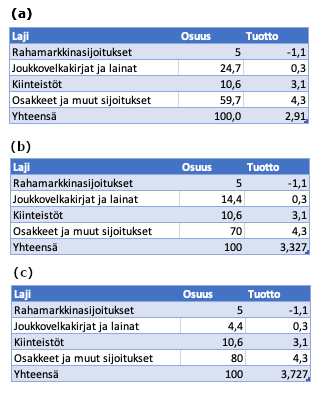 (a)
Laji Osuus Tuotto
Rahamarkkinasijoitukset 5 -1,1
Joukkovelkakirjat ja lainat 24,7 0,3
Kiinteistöt 10,6 3,1
Osakkeet ja muut sijoitukset 59,7 4,3
Yhteensä 100,0 2,91
(b)
Laji Osuus Tuotto
Rahamarkkinasijoitukset 5 -1,1
Joukkovelkakirjat ja lainat 14,4 0,3
Kiinteistöt 10,6 3,1
Osakkeet ja muut sijoitukset 70 4,3
Yhteensä 100 3,327
(c)
Laji Osuus Tuotto
Rahamarkkinasijoitukset 5 -1,1
Joukkovelkakirjat ja lainat 4,4 0,3
Kiinteistöt 10,6 3,1
Osakkeet ja muut sijoitukset 80 4,3
Yhteensä 100 3,727